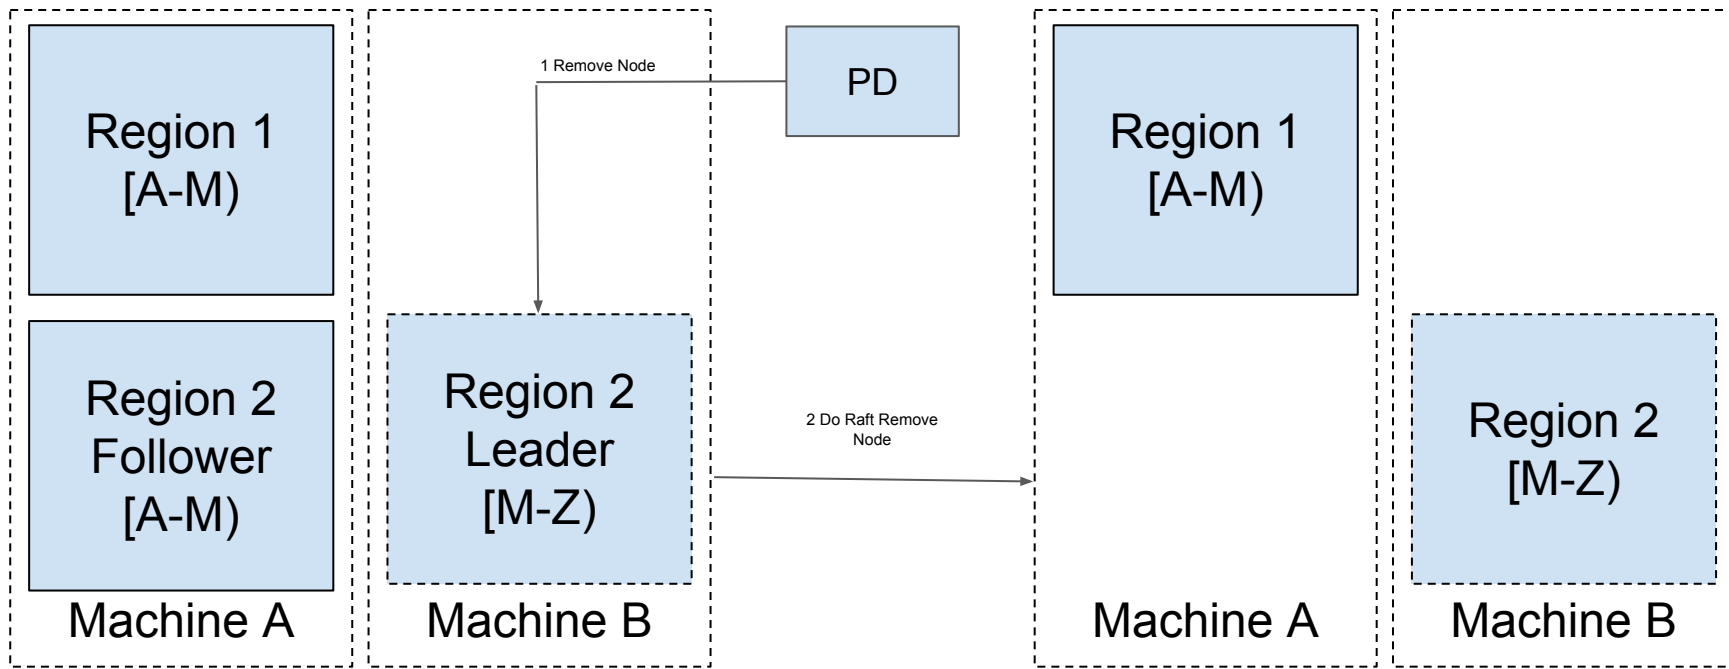 Region 1
[A-M)
Region 2
Follower
[A-M)
Machine A
1 Remove Node
Region 2
Leader
[M-Z)
Machine B
PD
2 Do Raft Remove
Node
Region 1
[A-M)
Machine A
Region 2
[M-Z)
Machine B